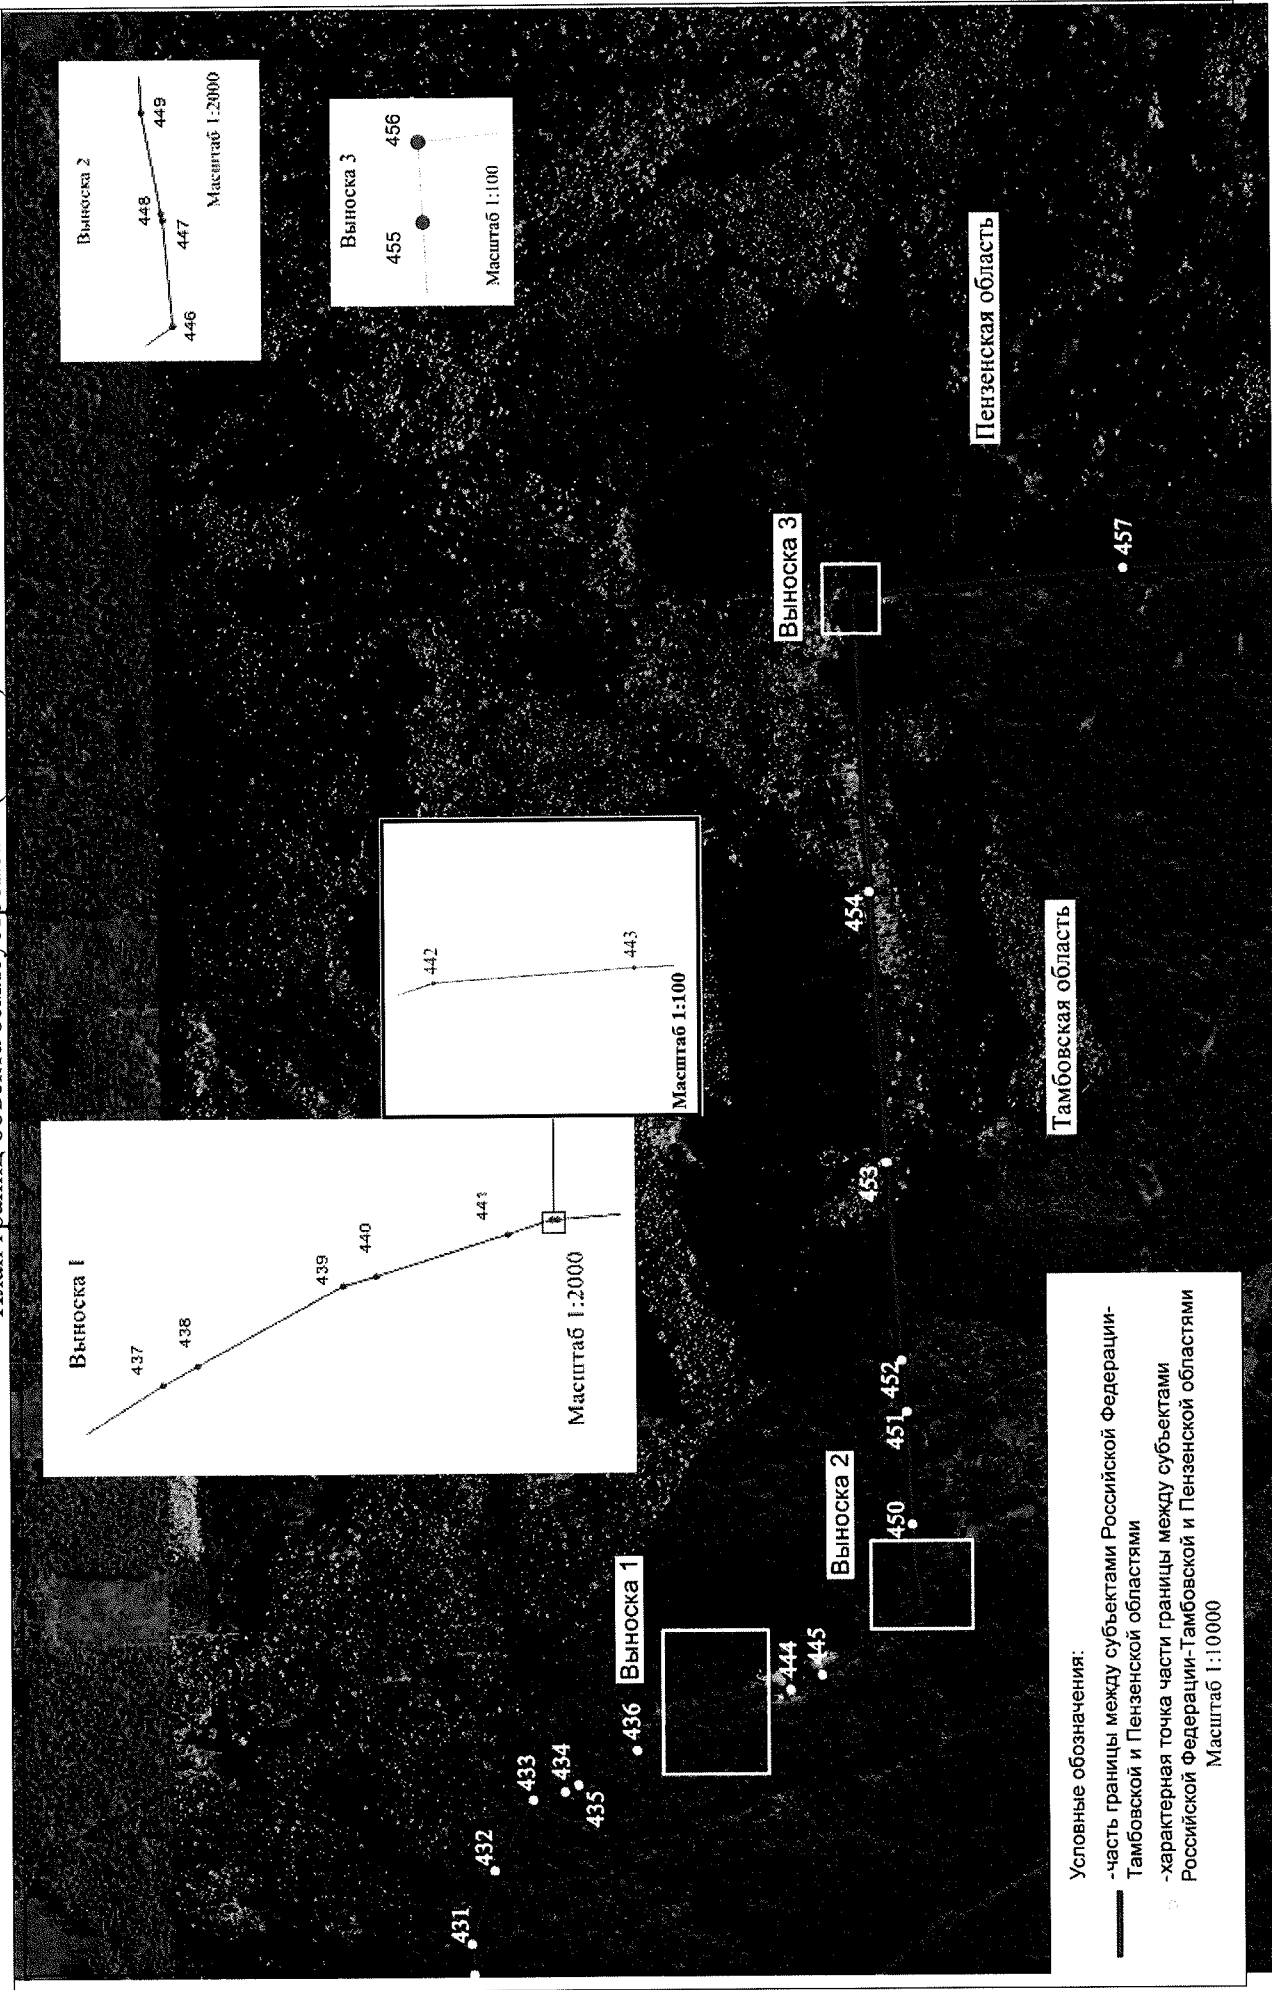 План границ объекта землеустройства
Выноска 1
437
438
439
440
441
Масштаб 1:2000
442
443
Масштаб 1:100
Выноска 2
446
447
448
449
Масштаб 1:2000
Выноска 3
455
456
Масштаб 1:100
431
432
433
434
435
436
Выноска 1
444
445
Выноска 2
450
451
452
453
454
Выноска 3
457
Пензенская область
Тамбовская область
Условные обозначения:
-часть границы между субъектами Российской Федерации-
Тамбовской и Пензенской областями
-характерная точка части границы между субъектами
Российской Федерации-Тамбовской и Пензенской областями
Масштаб 1:10000